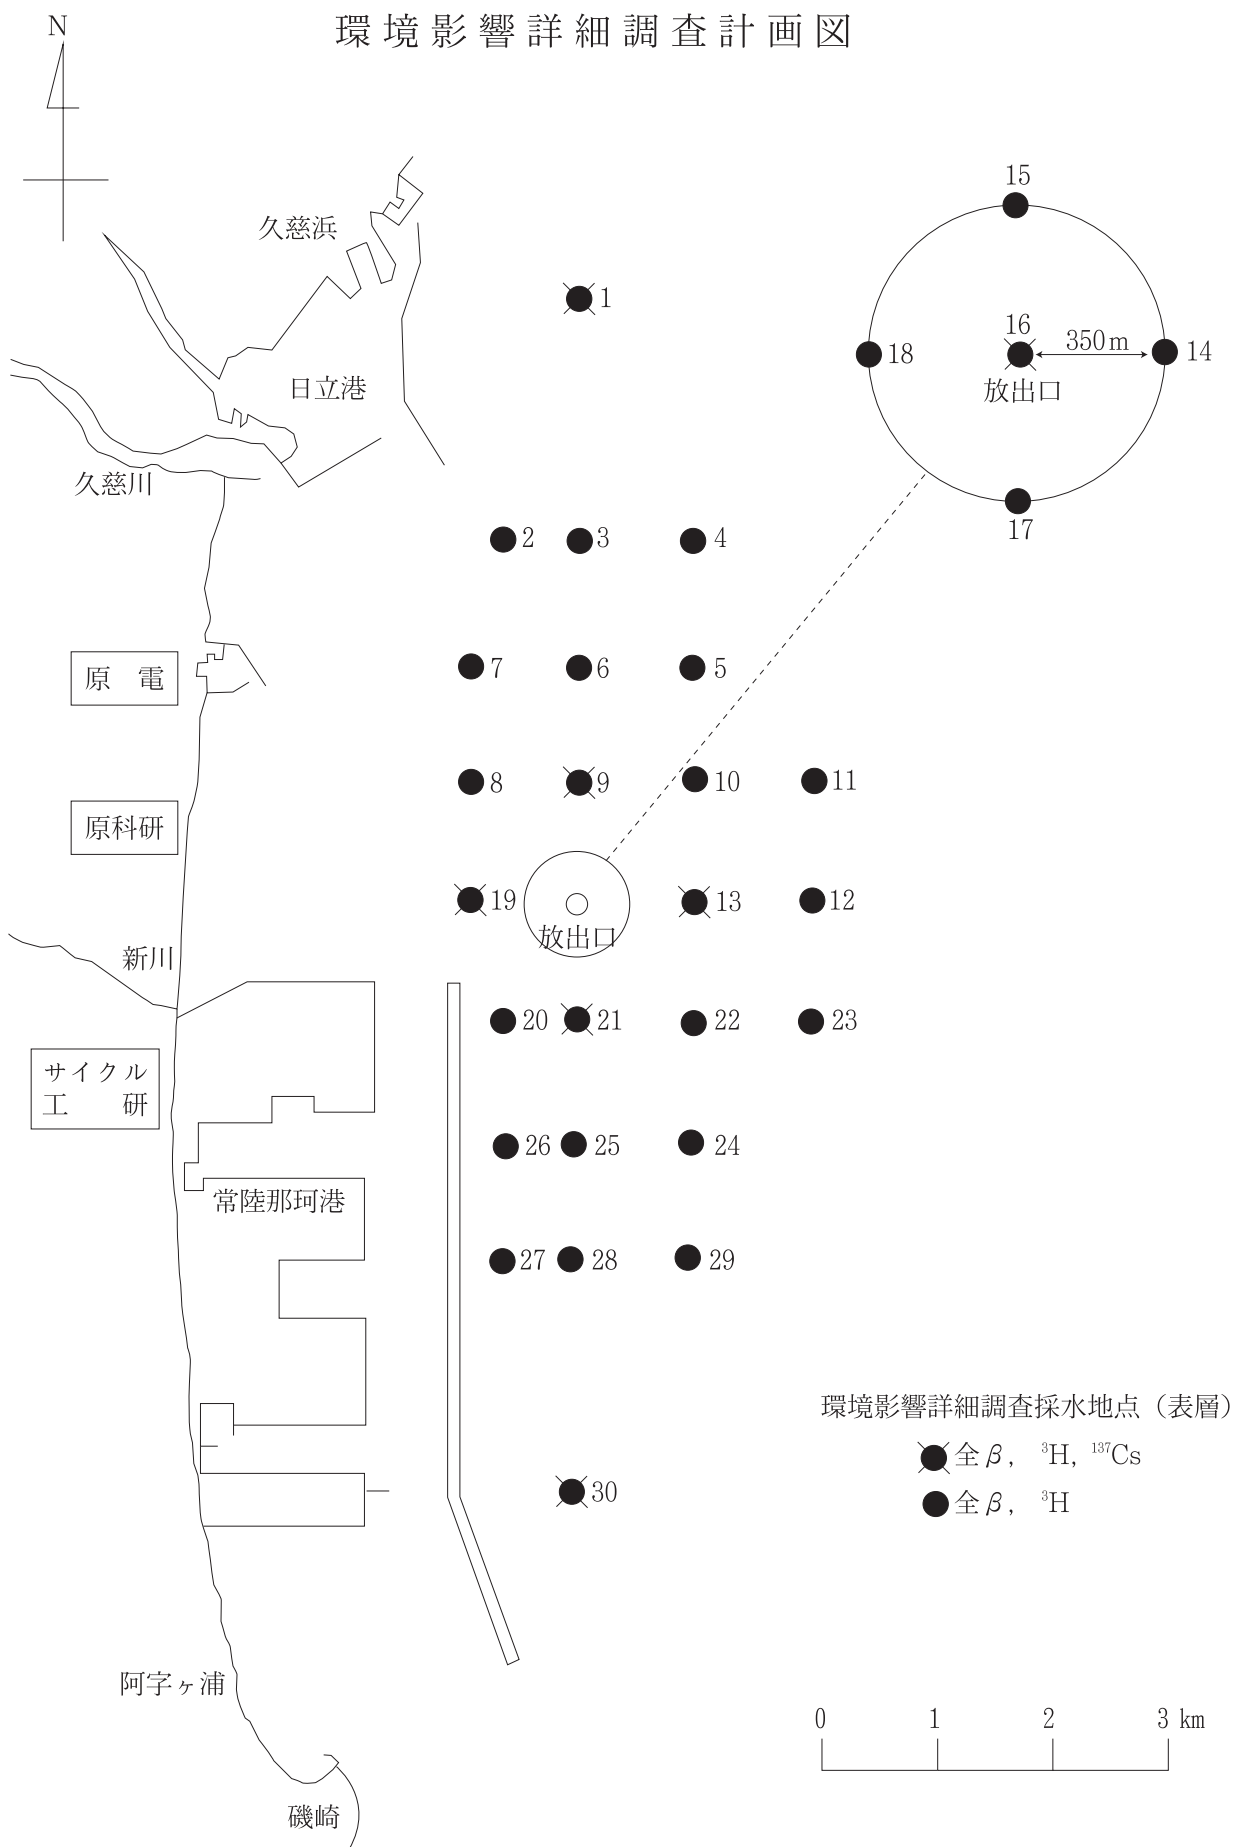 環境影響詳細調査計画図
N
久慈浜
日立港
久慈川
15
16
350m
18
14
放出口
17
1
2
3
4
原　電
7
6
5
原科研
8
9
10
11
19
放出口
13
12
新川
20
21
22
23
サイクル
工　研
26
25
24
常陸那珂港
27
28
29
環境影響詳細調査採水地点（表層）
全β， ³H, ¹³⁷Cs
全β， ³H
30
阿字ヶ浦
0 1 2 3 km
磯崎